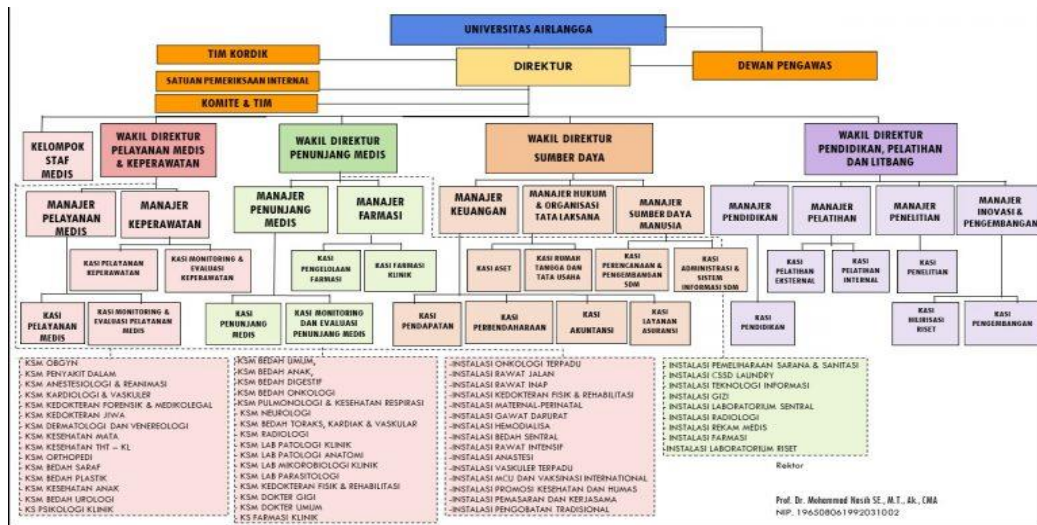 UNIVERSITAS AIRLANGGA
TIM KORDIK
DIREKTUR
DEWAN PENGAWAS
SATUAN PEMERIKSAAN INTERNAL
KOMITE & TIM
KELOMPOK
STAF
MEDIS
WAKIL DIREKTUR
PELAYANAN MEDIS
& KEPERAWATAN
WAKIL DIREKTUR
PENUNJANG MEDIS
WAKIL DIREKTUR
SUMBER DAYA
WAKIL DIREKTUR
PENDIDIKAN, PELATIHAN
DAN LITBANG
MANAJER
PELAYANAN
MEDIS
MANAJER
KEPERAWATAN
MANAJER
PENUNJANG
MEDIS
MANAJER
FARMASI
MANAJER
KEUANGAN
MANAJER HUKUM
& ORGANISASI
TATA LAKSANA
MANAJER
SUMBER DAYA
MANUSIA
MANAJER
PENDIDIKAN
MANAJER
PELATIHAN
MANAJER
PENELITIAN
MANAJER
INOVASI &
PENGEMBANGAN
KASI PELAYANAN
KEPERAWATAN
KASI MONITORING
& EVALUASI
KEPERAWATAN
KASI
PENGELOLAAN
FARMASI
KASI FARMASI
KLINIK
KASI ASET
KASI RUMAH
TANGGA DAN
TATA USAHA
KASI
PERENCANAAN &
PENGEMBANGAN
SDM
KASI
ADMINISTRASI &
SISTEM
INFORMASI SDM
KASI
PELATIHAN
EKSTERNAL
KASI
PELATIHAN
INTERNAL
KASI
PENELITIAN
KASI
PELAYANAN
MEDIS
KASI MONITORING &
EVALUASI PELAYANAN
MEDIS
KASI
PENUNJANG
MEDIS
KASI MONITORING
DAN EVALUASI
PENUNJANG MEDIS
KASI
PENDAPATAN
KASI
PERBENDAHARAAN
KASI
AKUNTANSI
KASI
LAYANAN
ASURANSI
KASI
PENDIDIKAN
KASI
HILIRISASI
RISET
KASI
PENGEMBANGAN
- KSM OBGYN
- KSM PENYAKIT DALAM
- KSM ANESTESIOLOGI & REANIMASI
- KSM KARDIOLOGI & VASKULER
- KSM KEDOKTERAN FORENSIK & MEDIKOLEGAL
- KSM KEDOKTERAN JIWA
- KSM DERMATOLOGI DAN VENEREOLOGI
- KSM KESEHATAN MATA
- KSM KESEHATAN THT – KL
- KSM ORTHOPEDI
- KSM BEDAH SARAF
- KSM BEDAH PLASTIK
- KSM KESEHATAN ANAK
- KSM BEDAH UROLOGI
- KS PSIKOLOGI KLINIK
- KSM BEDAH UMUM,
- KSM BEDAH ANAK,
- KSM BEDAH DIGESTIF
- KSM BEDAH ONKOLOGI
- KSM PULMONOLOGI & KESEHATAN RESPIRASI
- KSM NEUROLOGI
- KSM BEDAH TORAKS, KARDIAK & VASKULAR
- KSM RADIOLOGI
- KSM LAB PATOLOGI KLINIK
- KSM LAB PATOLOGI ANATOMI
- KSM LAB MIKOROBIOLOGI KLINIK
- KSM LAB PARASITOLOGI
- KSM KEDOKTERAN FISIK & REHABILITASI
- KSM DOKTER GIGI
- KSM DOKTER UMUM
- KS FARMASI KLINIK
-INSTALASI ONKOLOGI TERPADU
-INSTALASI RAWAT JALAN
-INSTALASI RAWAT INAP
-INSTALASI KEDOKTERAN FISIK & REHABILITASI
-INSTALASI MATERNAL-PERINATAL
-INSTALASI GAWAT DARURAT
-INSTALASI HEMODIALISA
-INSTALASI BEDAH SENTRAL
-INSTALASI RAWAT INTENSIF
-INSTALASI ANASTESI
-INSTALASI VASKULER TERPADU
-INSTALASI MCU DAN VAKSINASI INTERNATIONAL
-INSTALASI PROMOSI KESEHATAN DAN HUMAS
-INSTALASI PEMASARAN DAN KERJASAMA
-INSTALASI PENGOBATAN TRADISIONAL
- INSTALASI PEMELIHARAAN SARANA & SANITASI
- INSTALASI CSSD LAUNDRY
- INSTALASI TEKNOLOGI INFORMASI
- INSTALASI GIZI
- INSTALASI LABORATORIUM SENTRAL
- INSTALASI RADIOLOGI
- INSTALASI REKAM MEDIS
- INSTALASI FARMASI
- INSTALASI LABORATORIUM RISET
Rektor
Prof. Dr. Mohammad Nasih SE., M.T., Ak., CMA
NIP. 196508061992031002